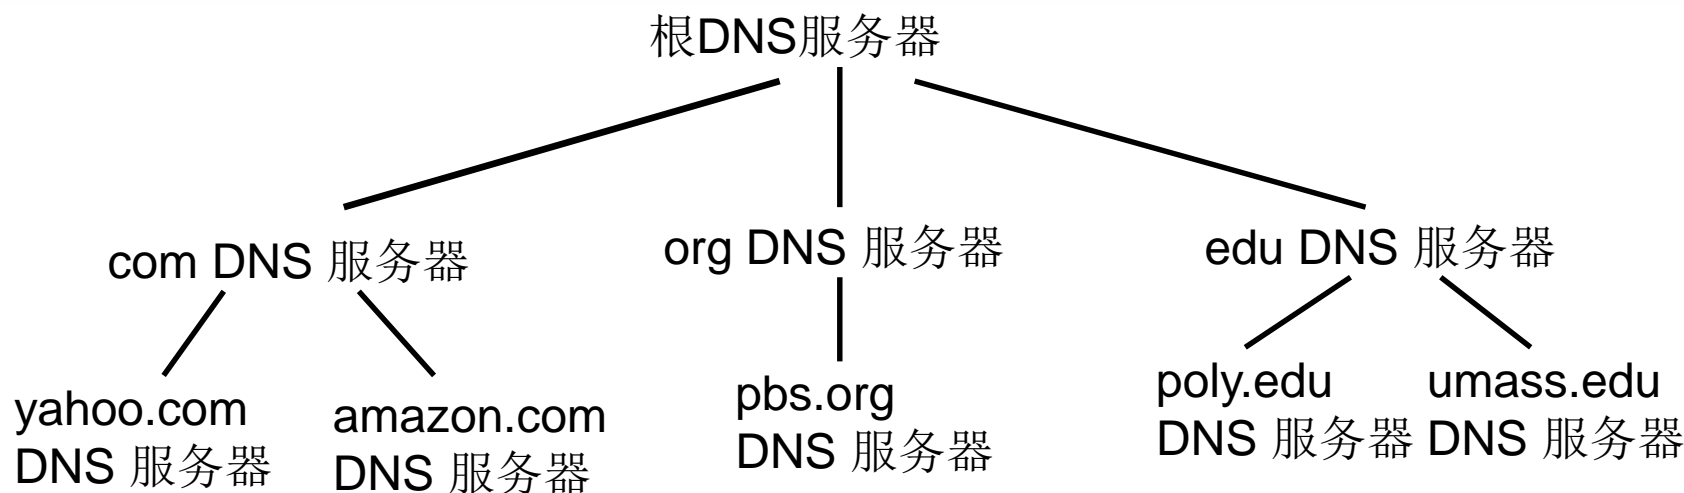 根DNS服务器
com DNS 服务器
org DNS 服务器
edu DNS 服务器
yahoo.com
DNS 服务器
amazon.com
DNS 服务器
pbs.org
DNS 服务器
poly.edu
DNS 服务器
umass.edu
DNS 服务器